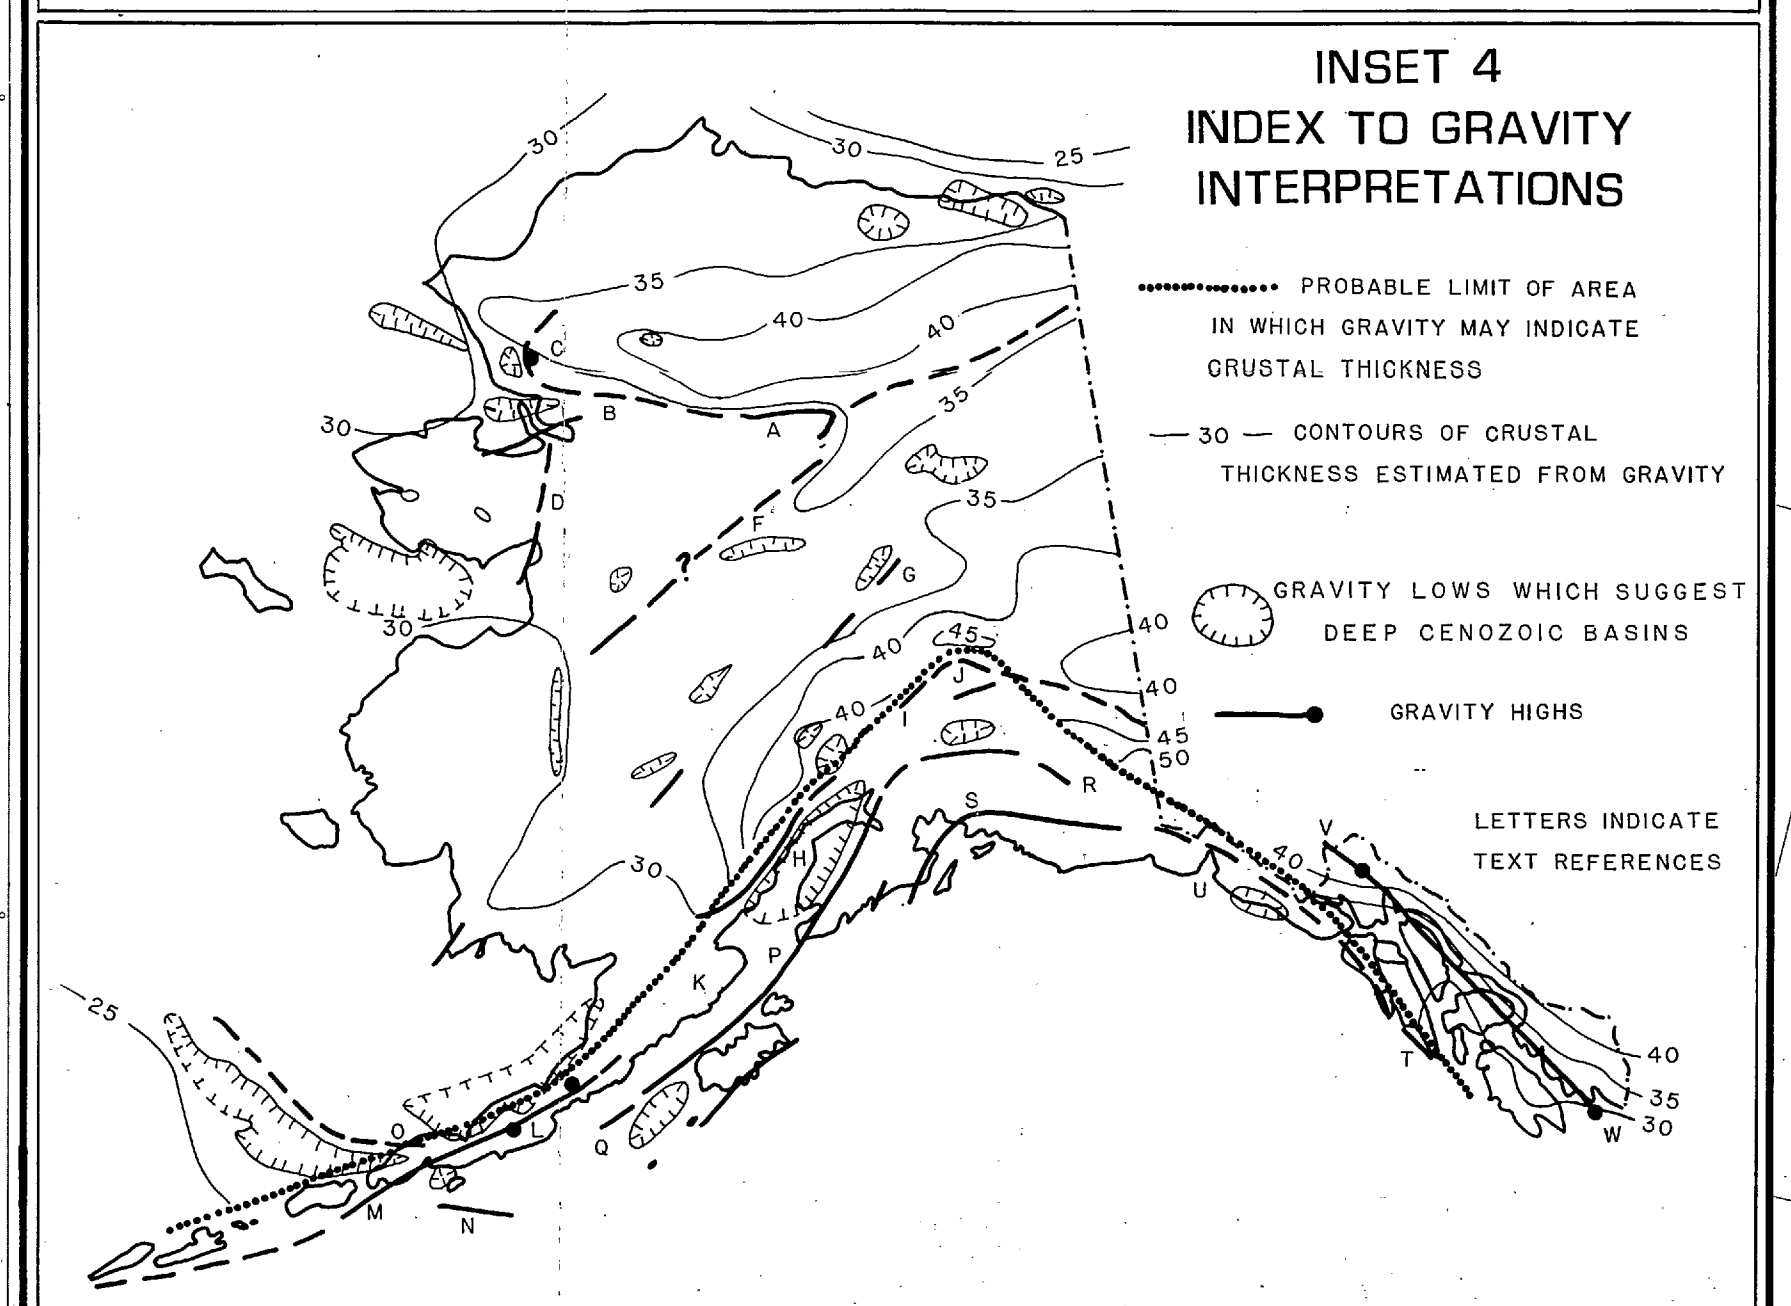 INSET 4
INDEX TO GRAVITY
INTERPRETATIONS
PROBABLE LIMIT OF AREA
IN WHICH GRAVITY MAY INDICATE
CRUSTAL THICKNESS
— 30 — CONTOURS OF CRUSTAL
THICKNESS ESTIMATED FROM GRAVITY
GRAVITY LOWS WHICH SUGGEST
DEEP CENOZOIC BASINS
GRAVITY HIGHS
LETTERS INDICATE
TEXT REFERENCES
30
30
25
35
40
40
C
35
B
A
30
D
35
F
?
G
30
40
45
40
J
40
40
I
45
50
R
S
V
H
30
40
U
P
K
25
T
40
35
30
W
O
L
Q
M
N